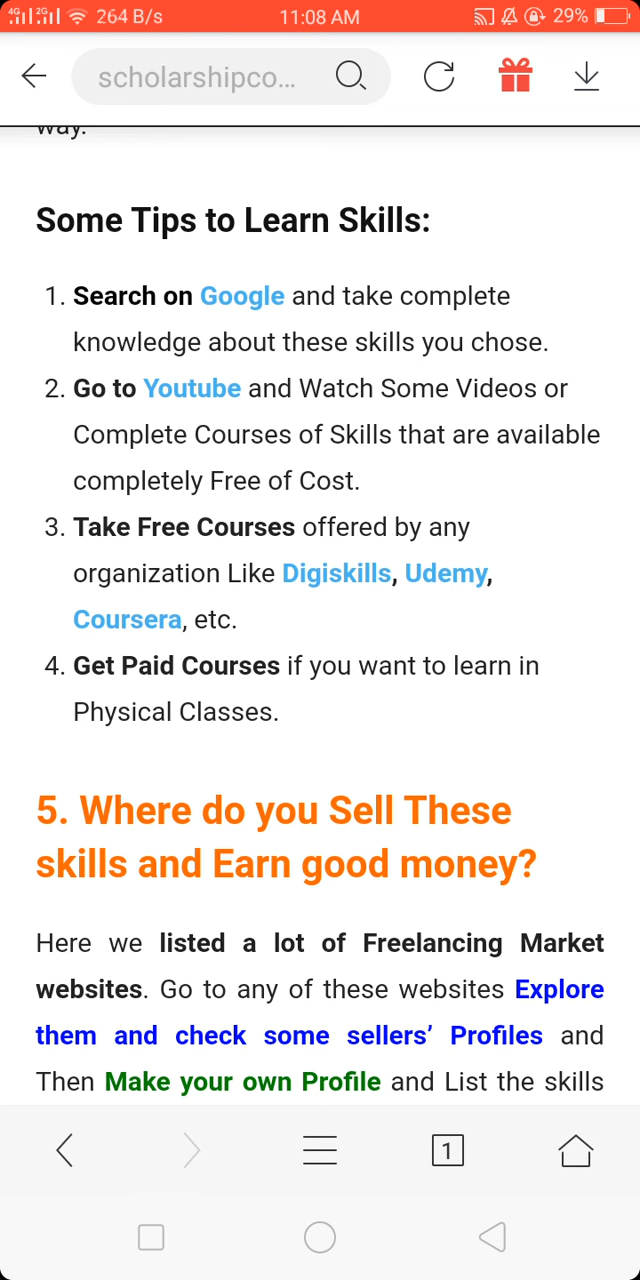 4G 2G 264 B/s 11:08 AM 29%
scholarshipco...
way.
Some Tips to Learn Skills:
1. Search on Google and take complete
knowledge about these skills you chose.
2. Go to Youtube and Watch Some Videos or
Complete Courses of Skills that are available
completely Free of Cost.
3. Take Free Courses offered by any
organization Like Digiskills, Udemy,
Coursera, etc.
4. Get Paid Courses if you want to learn in
Physical Classes.
5. Where do you Sell These
skills and Earn good money?
Here we listed a lot of Freelancing Market
websites. Go to any of these websites Explore
them and check some sellers’ Profiles and
Then Make your own Profile and List the skills
1